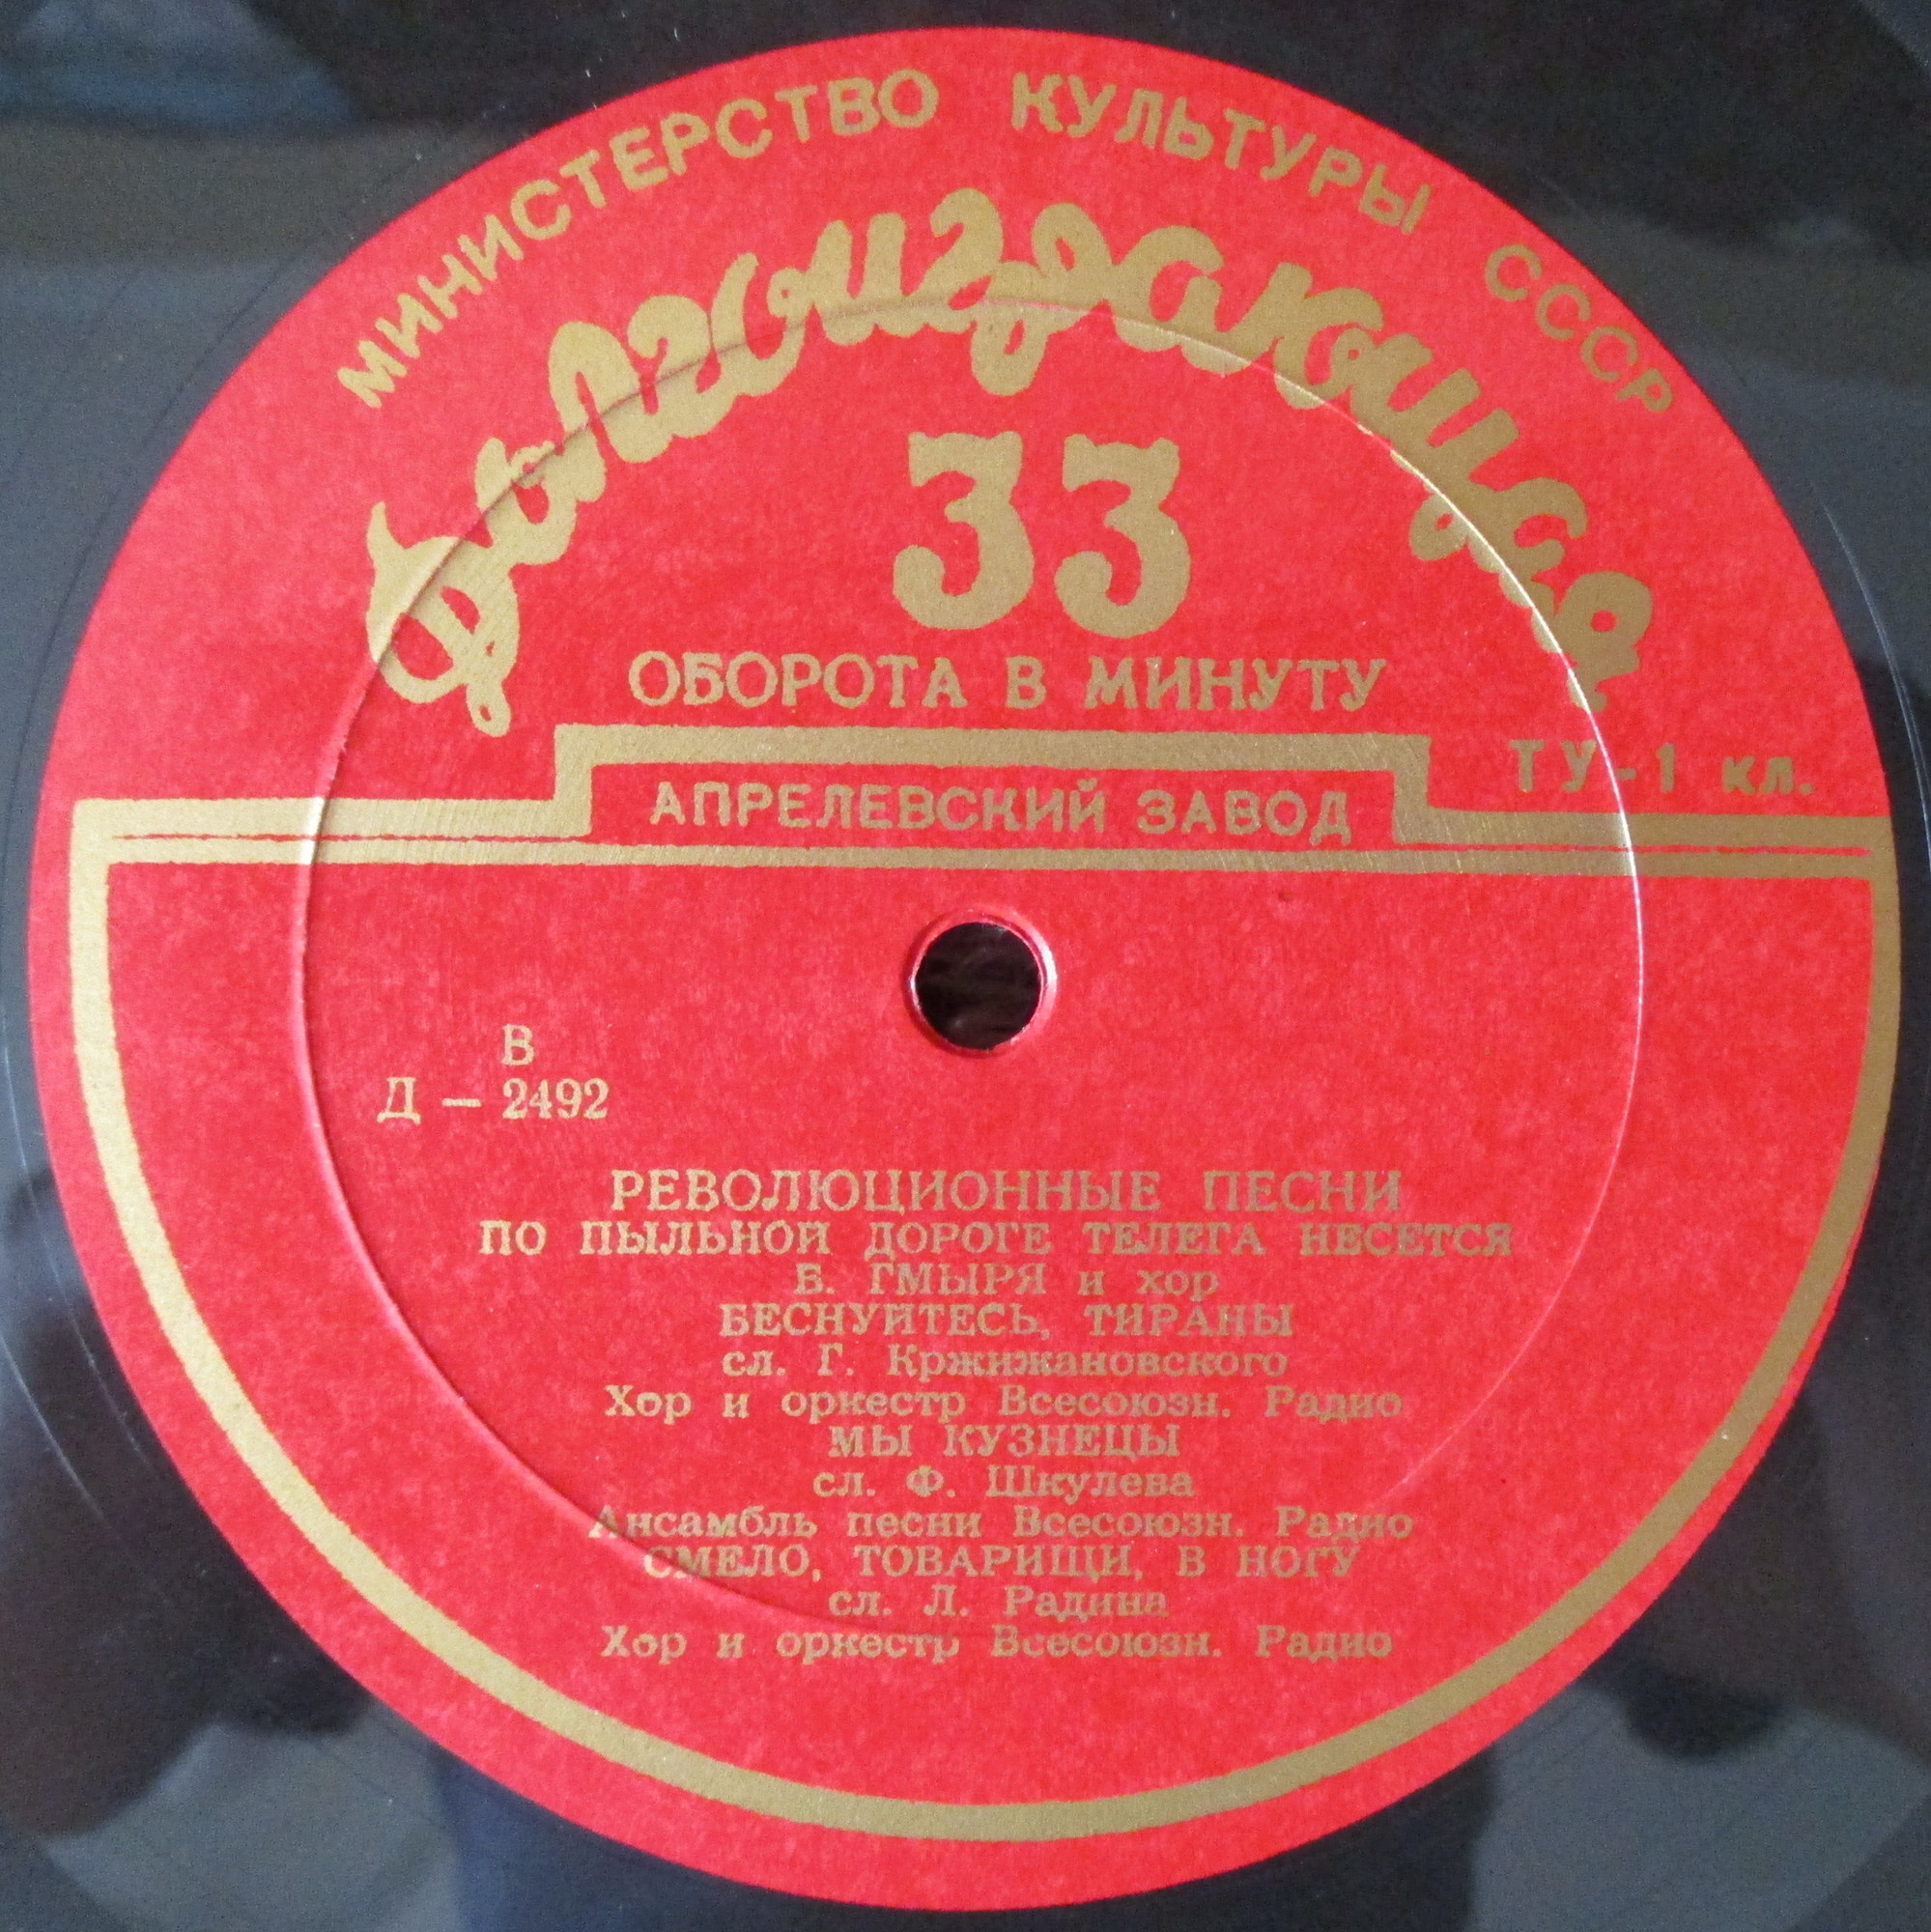 МИНИСТЕРСТВО КУЛЬТУРЫ СССР
Долгоиграющая
33
ОБОРОТА В МИНУТУ
ТУ-1 кл.
АПРЕЛЕВСКИЙ ЗАВОД
В
Д — 2492
РЕВОЛЮЦИОННЫЕ ПЕСНИ
ПО ПЫЛЬНОЙ ДОРОГЕ ТЕЛЕГА НЕСЕТСЯ
Б. ГМЫРЯ и хор
БЕСНУЙТЕСЬ, ТИРАНЫ
сл. Г. Кржижановского
Хор и оркестр Всесоюзн. Радио
МЫ КУЗНЕЦЫ
сл. Ф. Шкулева
Ансамбль песни Всесоюзн. Радио
СМЕЛО, ТОВАРИЩИ, В НОГУ
сл. Л. Радина
Хор и оркестр Всесоюзн. Радио